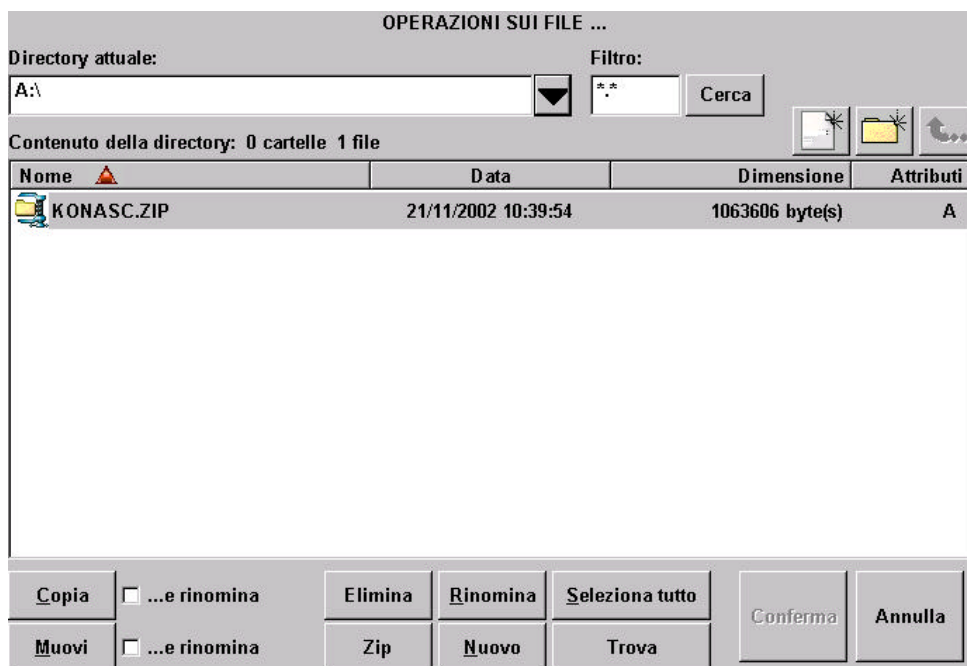 OPERAZIONI SUI FILE ...
Directory attuale: Filtro:
A:\ *.* Cerca
Contenuto della directory: 0 cartelle 1 file
Nome Data Dimensione Attributi
KONASC.ZIP 21/11/2002 10:39:54 1063606 byte(s) A
Copia ...e rinomina Elimina Rinomina Seleziona tutto Conferma Annulla
Muovi ...e rinomina Zip Nuovo Trova